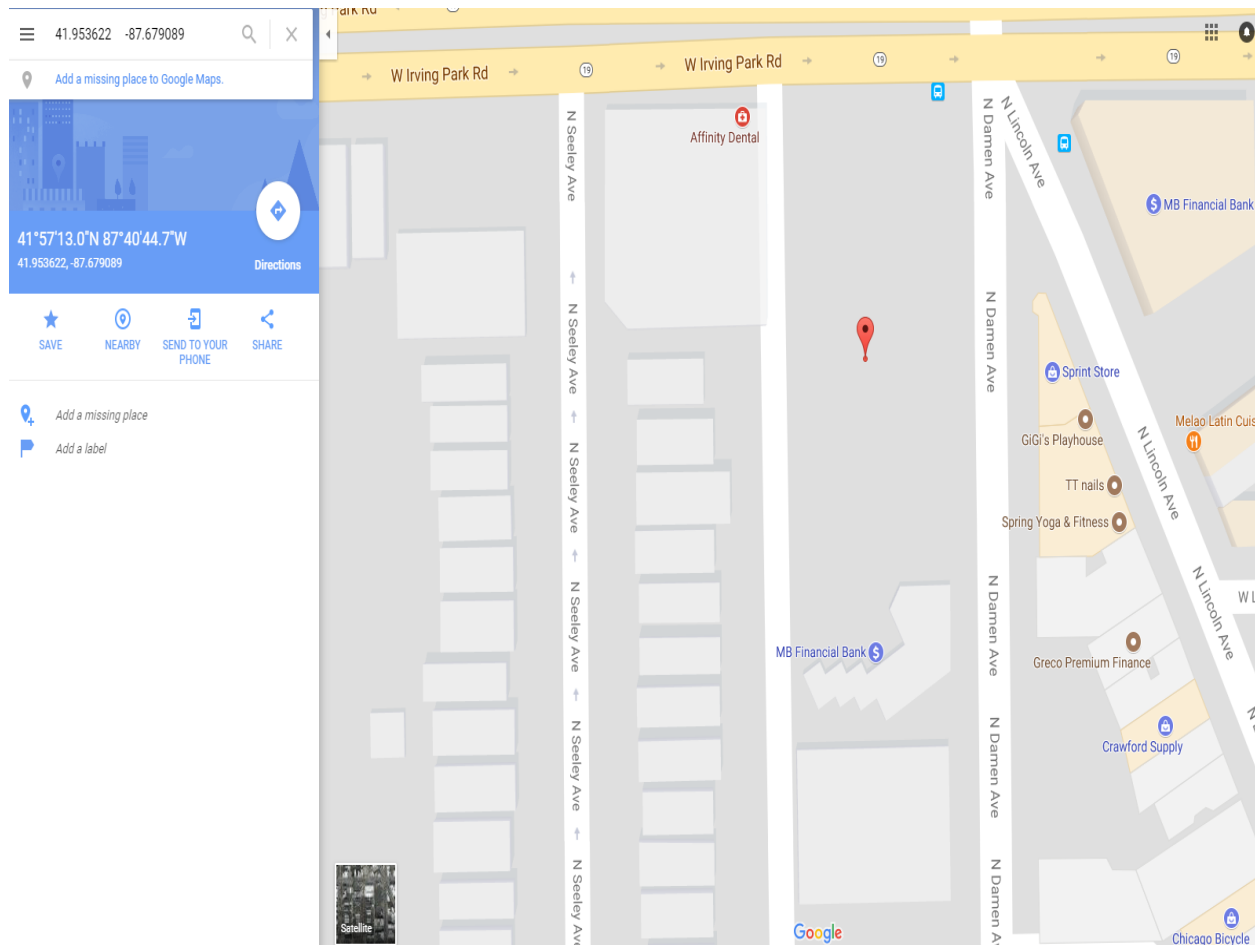 41.953622 -87.679089
Add a missing place to Google Maps.
41°57'13.0"N 87°40'44.7"W
41.953622, -87.679089
Directions
SAVE
NEARBY
SEND TO YOUR
PHONE
SHARE
Add a missing place
Add a label
W Irving Park Rd
19
W Irving Park Rd
19
19
Affinity Dental
N Seeley Ave
N Seeley Ave
N Seeley Ave
N Seeley Ave
N Seeley Ave
N Seeley Ave
N Damen Ave
N Damen Ave
N Damen Ave
N Damen Ave
N Damen A
N Lincoln Ave
N Lincoln Ave
N Lincoln Ave
MB Financial Bank
Sprint Store
Melao Latin Cuis
GiGi's Playhouse
TT nails
Spring Yoga & Fitness
W L
MB Financial Bank
Greco Premium Finance
Crawford Supply
Chicago Bicycle
Satellite
Google